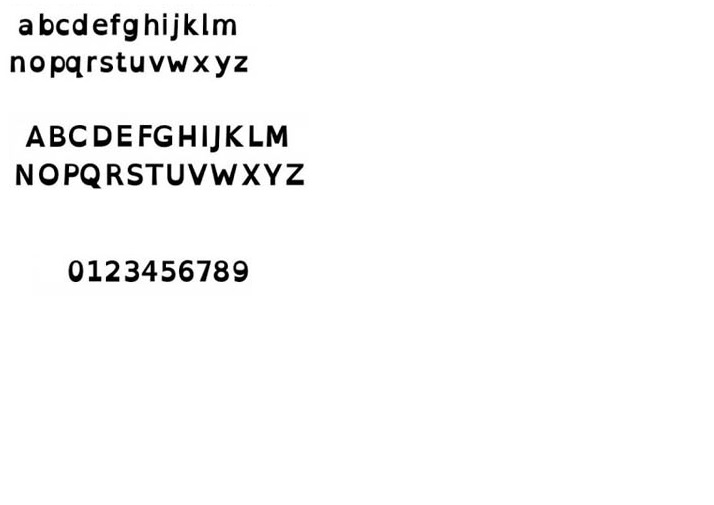 abcdefghijklm
nopqrstuvwxyz
ABCDEFGHIJKLM
NOPQRSTUVWXYZ
0123456789